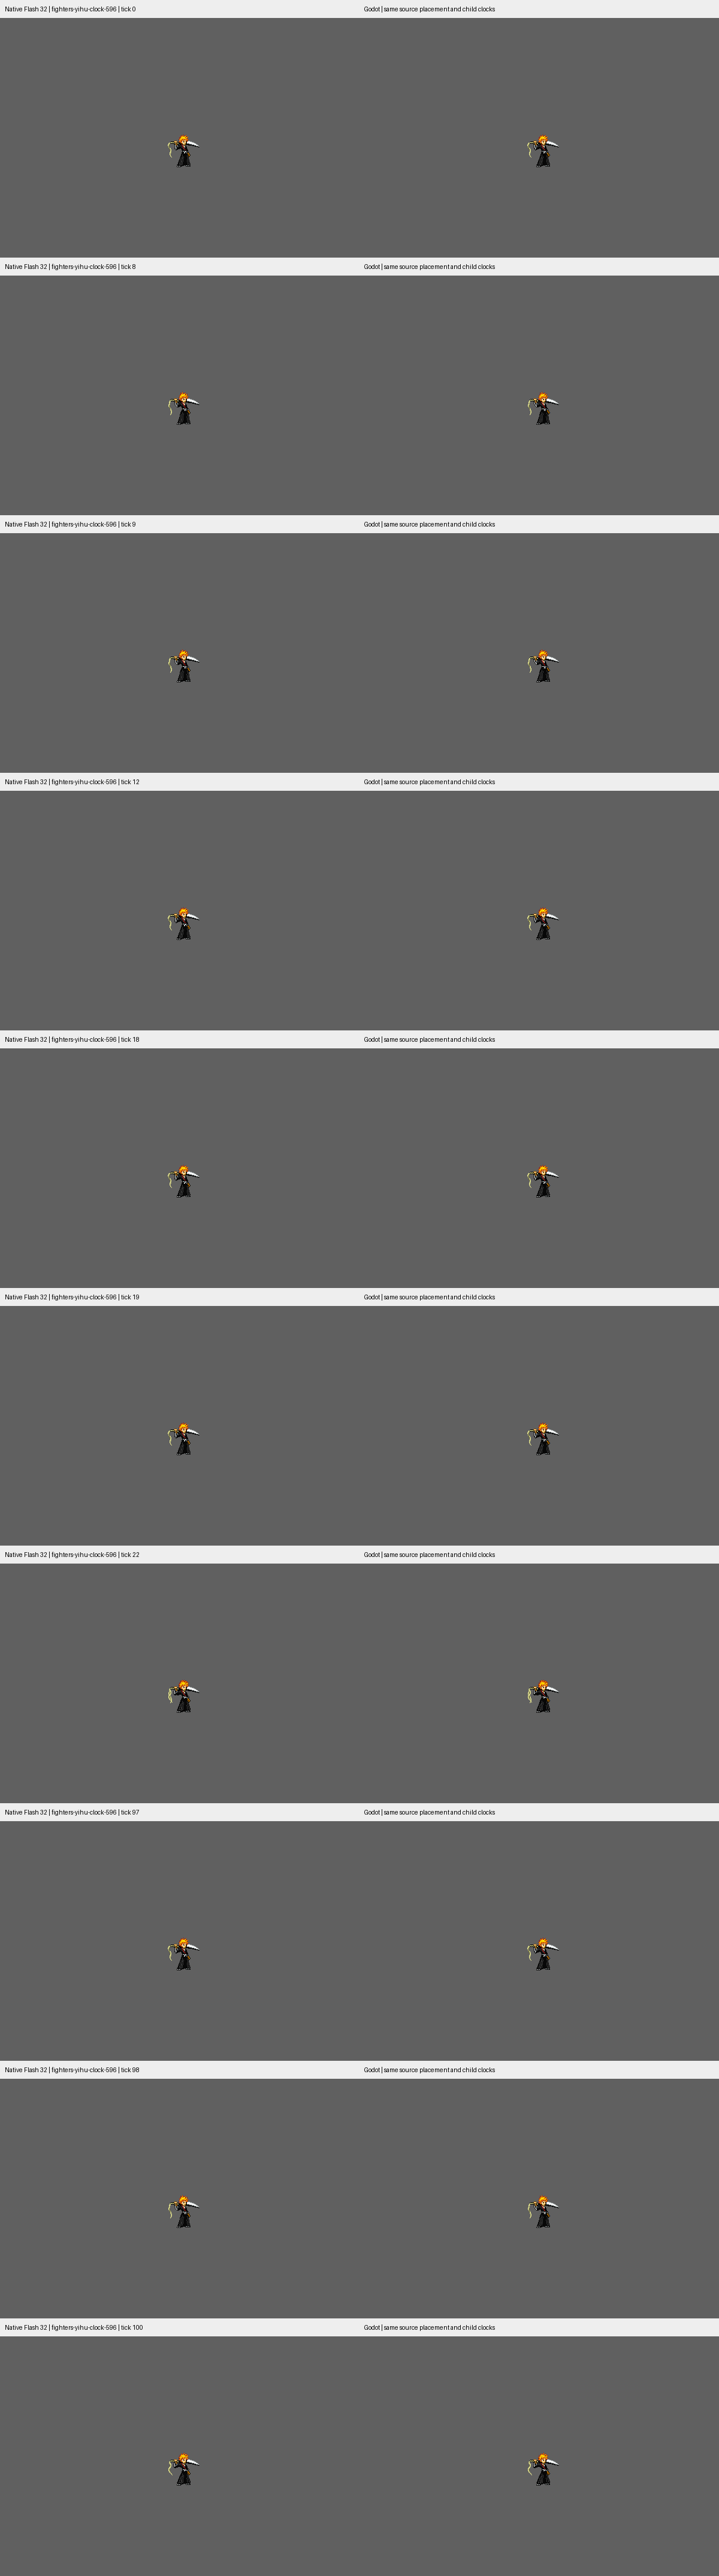 Native Flash 32 | fighters-yihu-clock-596 | tick 0
Godot | same source placement and child clocks
Native Flash 32 | fighters-yihu-clock-596 | tick 8
Godot | same source placement and child clocks
Native Flash 32 | fighters-yihu-clock-596 | tick 9
Godot | same source placement and child clocks
Native Flash 32 | fighters-yihu-clock-596 | tick 12
Godot | same source placement and child clocks
Native Flash 32 | fighters-yihu-clock-596 | tick 18
Godot | same source placement and child clocks
Native Flash 32 | fighters-yihu-clock-596 | tick 19
Godot | same source placement and child clocks
Native Flash 32 | fighters-yihu-clock-596 | tick 22
Godot | same source placement and child clocks
Native Flash 32 | fighters-yihu-clock-596 | tick 97
Godot | same source placement and child clocks
Native Flash 32 | fighters-yihu-clock-596 | tick 98
Godot | same source placement and child clocks
Native Flash 32 | fighters-yihu-clock-596 | tick 100
Godot | same source placement and child clocks